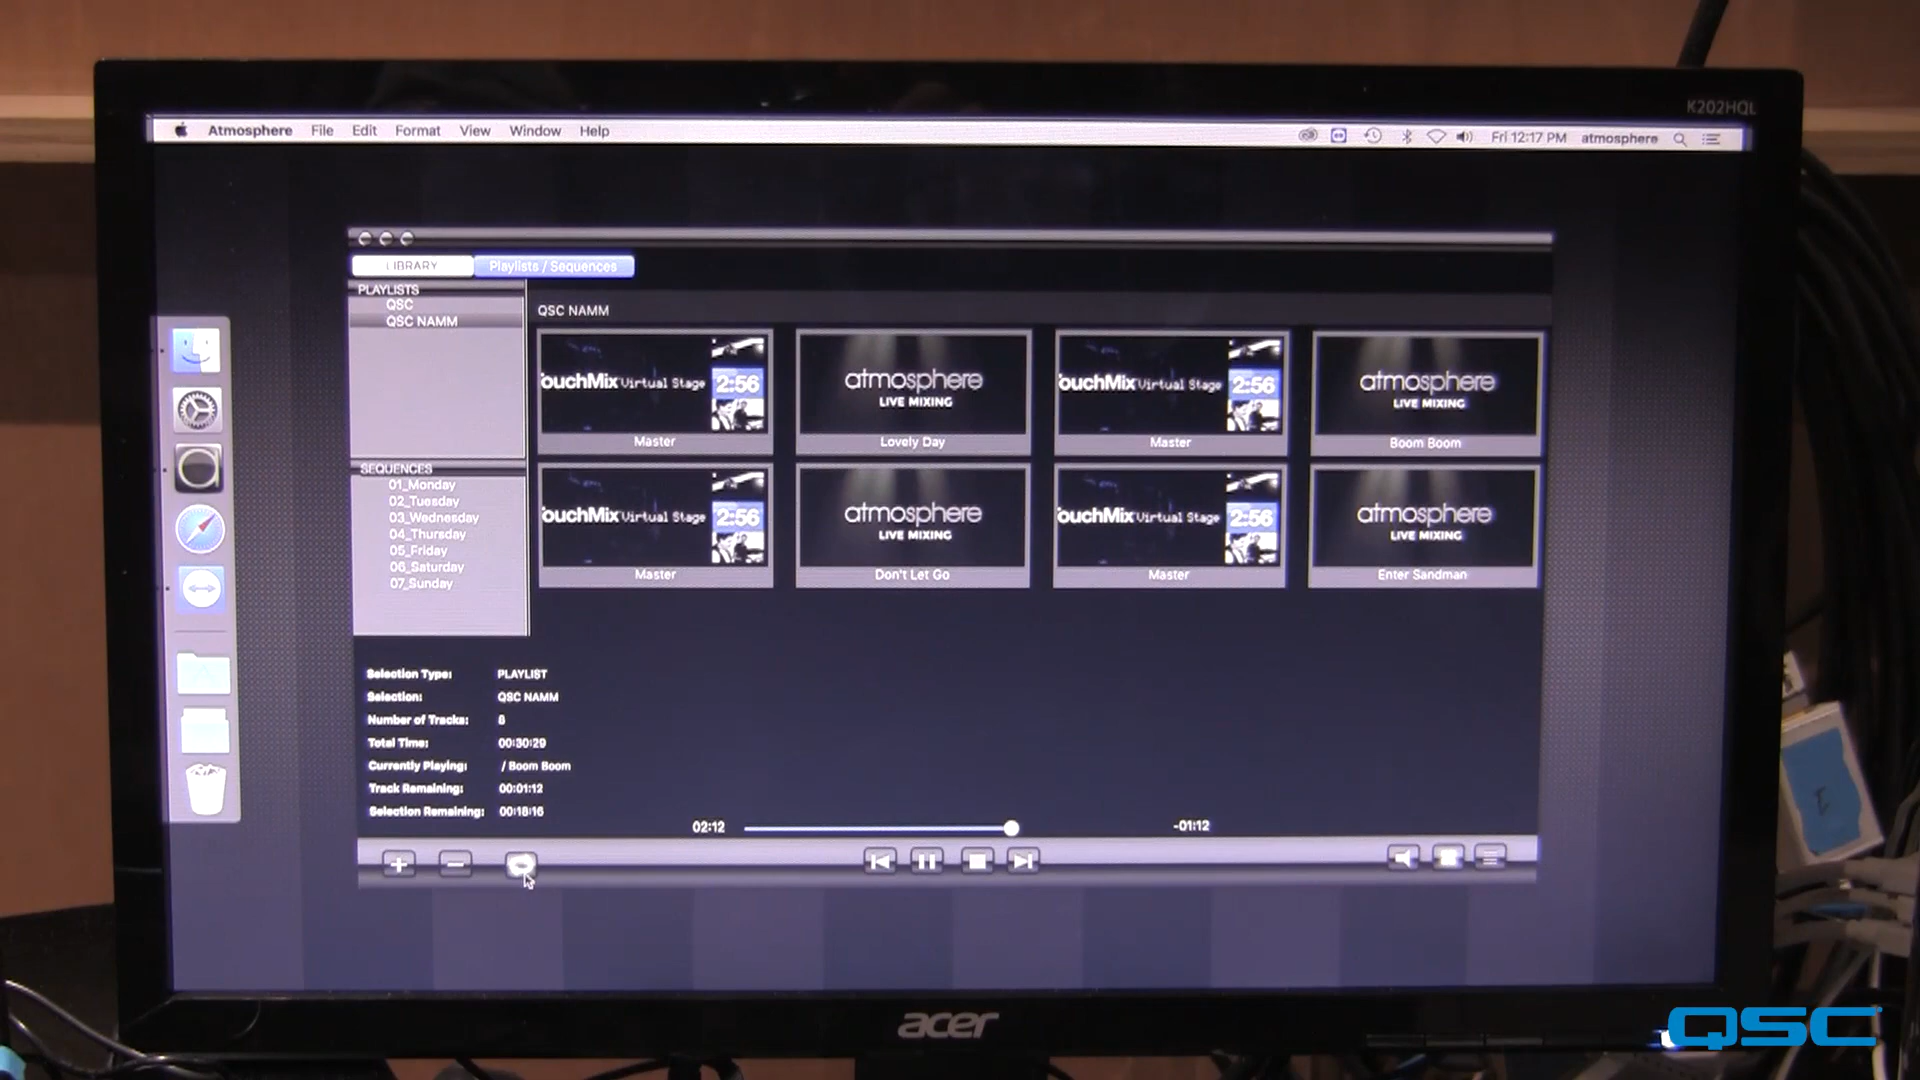 K202HQL
Atmosphere File Edit Format View Window Help
Fri 12:17 PM atmosphere
LIBRARY Playlists / Sequences
PLAYLISTS
QSC
QSC NAMM
QSC NAMM
ouchMix Virtual Stage 2:56
Master
atmosphere
LIVE MIXING
Lovely Day
ouchMix Virtual Stage 2:56
Master
atmosphere
LIVE MIXING
Boom Boom
ouchMix Virtual Stage 2:56
Master
atmosphere
LIVE MIXING
Don't Let Go
ouchMix Virtual Stage 2:56
Master
atmosphere
LIVE MIXING
Enter Sandman
SEQUENCES
01_Monday
02_Tuesday
03_Wednesday
04_Thursday
05_Friday
06_Saturday
07_Sunday
Selection Type: PLAYLIST
Selection: QSC NAMM
Number of Tracks: 8
Total Time: 00:30:29
Currently Playing: / Boom Boom
Track Remaining: 00:01:12
Selection Remaining: 00:18:16
02:12 -01:12
acer
QSC